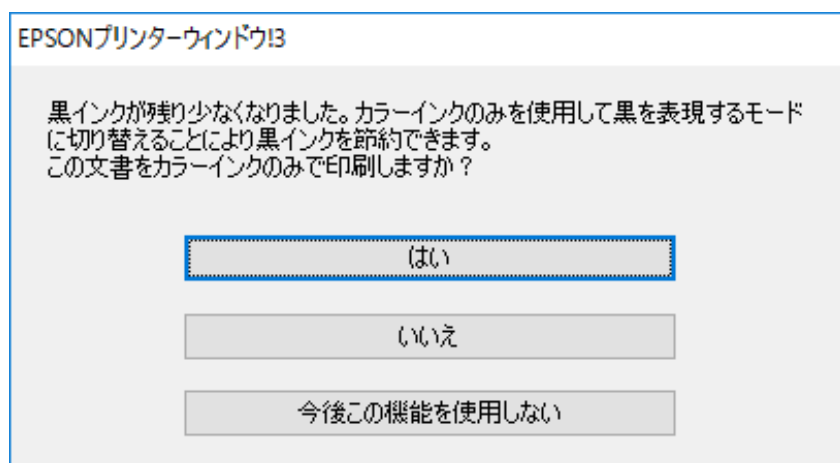 EPSONプリンターウィンドウ!3
黒インクが残り少なくなりました。カラーインクのみを使用して黒を表現するモード
に切り替えることにより黒インクを節約できます。
この文書をカラーインクのみで印刷しますか？
はい
いいえ
今後この機能を使用しない